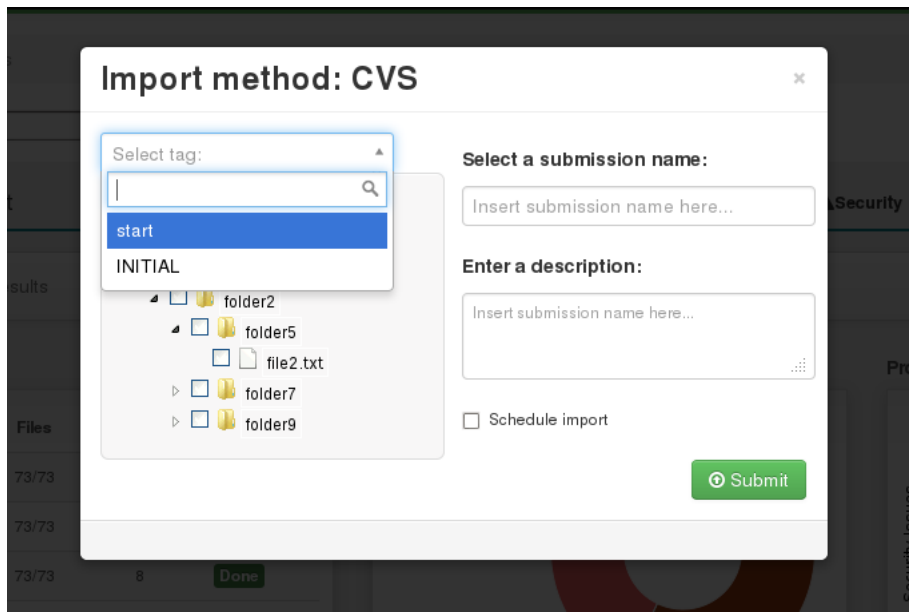 Import method: CVS
×
Select tag:
start
INITIAL
folder2
folder5
file2.txt
folder7
folder9
Select a submission name:
Insert submission name here...
Enter a description:
Insert submission name here...
Schedule import
Submit
Security
sults
Files
73/73
73/73
73/73
8
Done
Pro
Security Issues